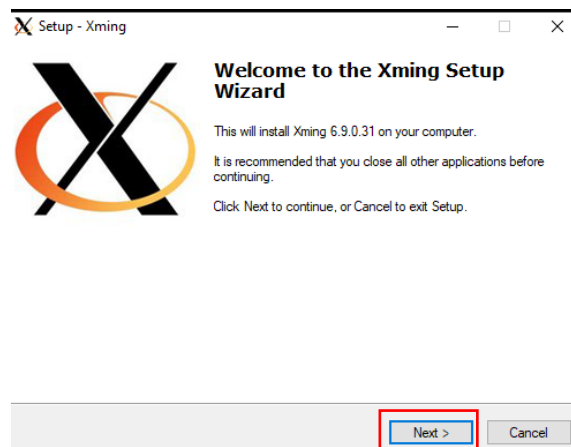 Setup - Xming
Welcome to the Xming Setup
Wizard
This will install Xming 6.9.0.31 on your computer.
It is recommended that you close all other applications before
continuing.
Click Next to continue, or Cancel to exit Setup.
Next >
Cancel